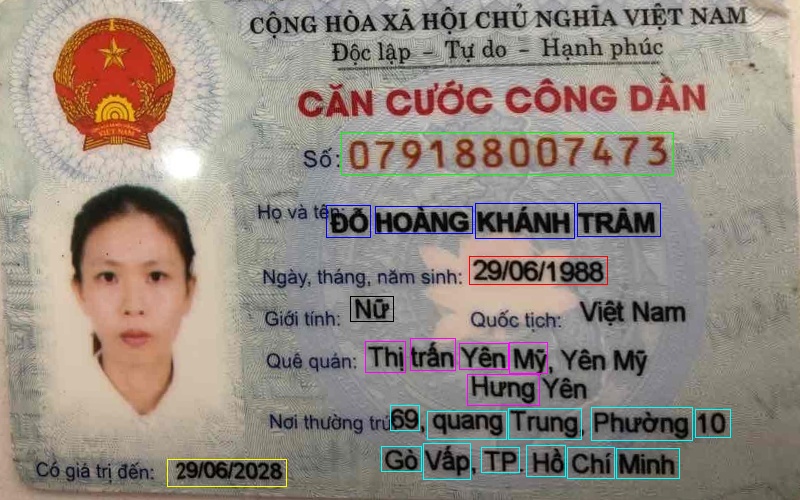 CỘNG HÒA XÃ HỘI CHỦ NGHĨA VIỆT NAM
Độc lập – Tự do – Hạnh phúc
CĂN CƯỚC CÔNG DÂN
VIỆT NAM
Số: 079188007473
Họ và tên: ĐỖ HOÀNG KHÁNH TRÂM
Ngày, tháng, năm sinh: 29/06/1988
Giới tính: Nữ Quốc tịch: Việt Nam
Quê quán: Thị trấn Yên Mỹ, Yên Mỹ
Hưng Yên
Nơi thường trú: 69, quang Trung, Phường 10
Gò Vấp, TP. Hồ Chí Minh
Có giá trị đến: 29/06/2028